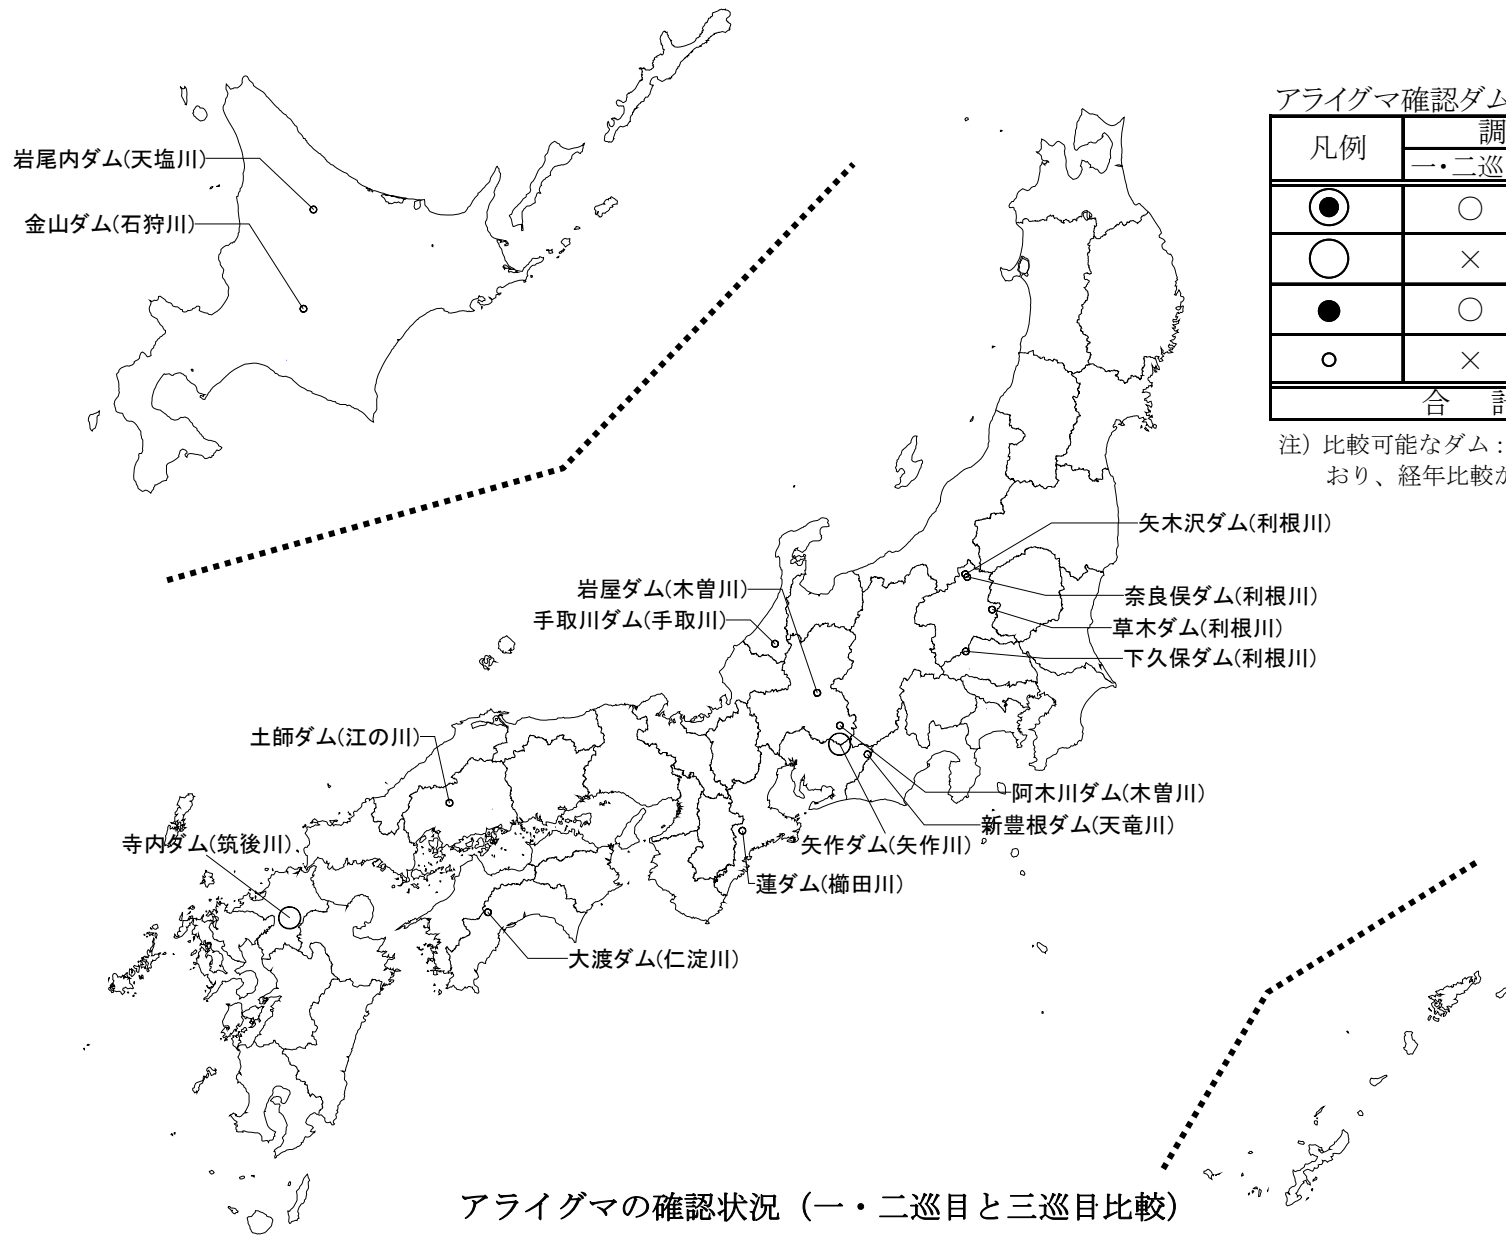 アライグマ確認ダム
凡例
調
一・二巡
○
×
○
×
合 計
注）比較可能なダム：
おり、経年比較が
岩尾内ダム(天塩川)
金山ダム(石狩川)
矢木沢ダム(利根川)
奈良俣ダム(利根川)
草木ダム(利根川)
下久保ダム(利根川)
岩屋ダム(木曽川)
手取川ダム(手取川)
土師ダム(江の川)
阿木川ダム(木曽川)
新豊根ダム(天竜川)
矢作ダム(矢作川)
寺内ダム(筑後川)
蓮ダム(櫛田川)
大渡ダム(仁淀川)
アライグマの確認状況（一・二巡目と三巡目比較）